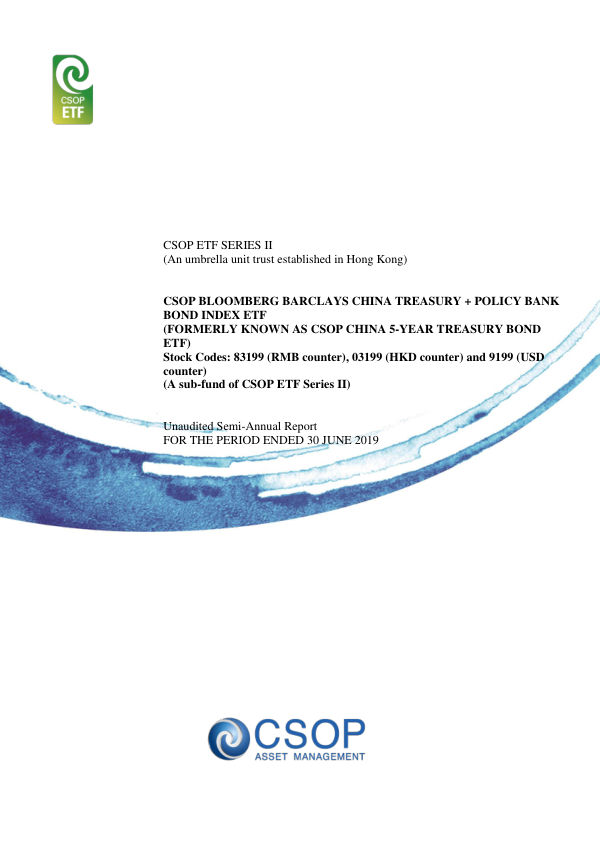 CSOP
ETF
CSOP ETF SERIES II
(An umbrella unit trust established in Hong Kong)
CSOP BLOOMBERG BARCLAYS CHINA TREASURY + POLICY BANK
BOND INDEX ETF
(FORMERLY KNOWN AS CSOP CHINA 5-YEAR TREASURY BOND
ETF)
Stock Codes: 83199 (RMB counter), 03199 (HKD counter) and 9199 (USD
counter)
(A sub-fund of CSOP ETF Series II)
Unaudited Semi-Annual Report
FOR THE PERIOD ENDED 30 JUNE 2019
CSOP
ASSET MANAGEMENT